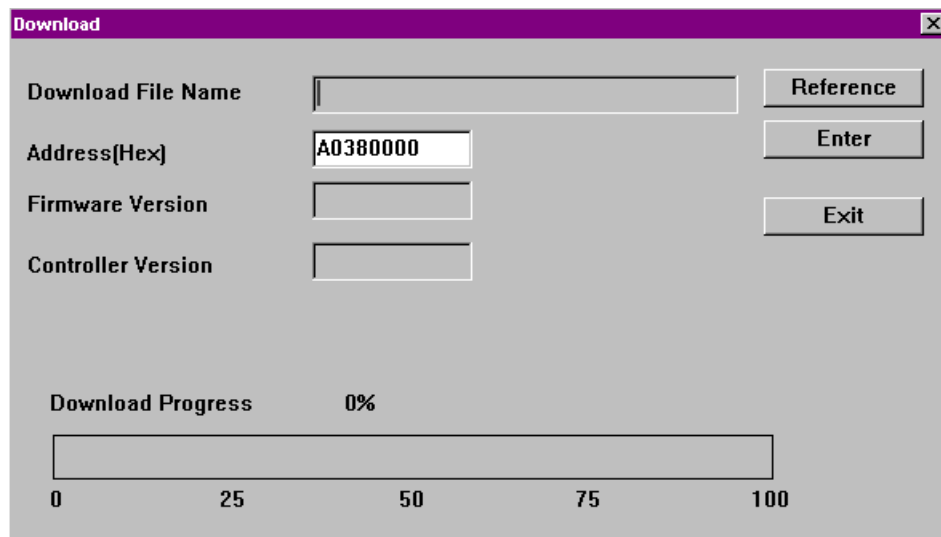 Download
Download File Name
Reference
Enter
Address(Hex)
A0380000
Firmware Version
Exit
Controller Version
Download Progress 0%
0 25 50 75 100